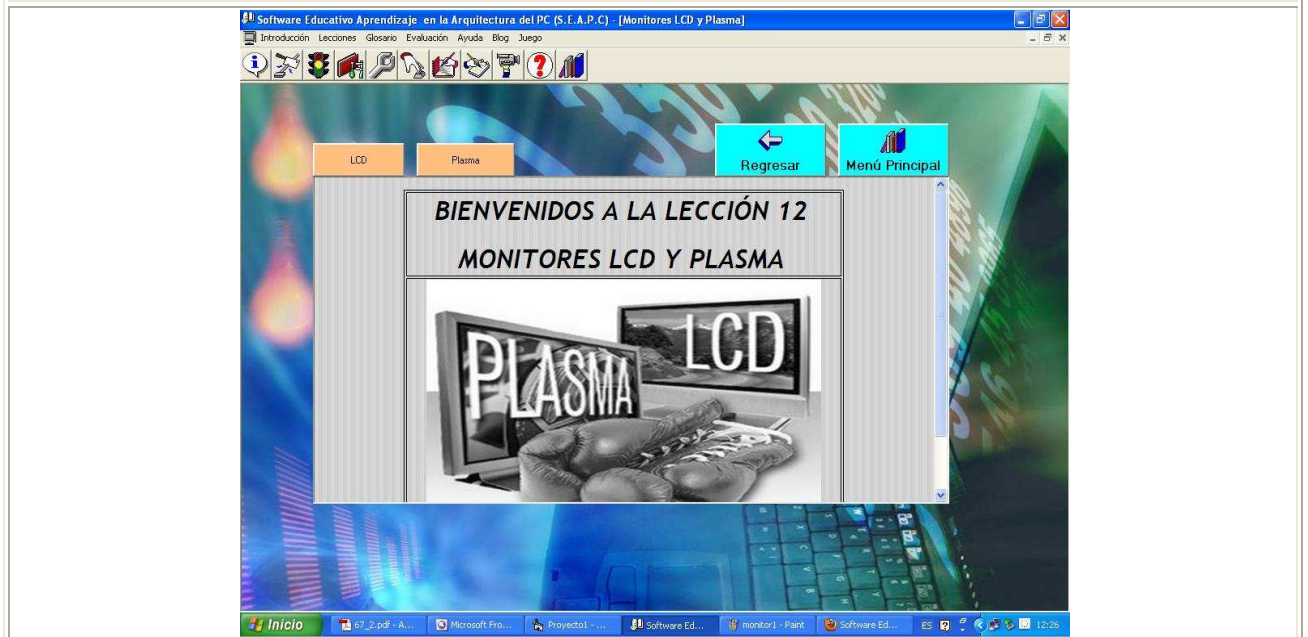 Software Educativo Aprendizaje en la Arquitectura del PC (S.E.A.P.C) - [Monitores LCD y Plasma]
Introducción Lecciones Glosario Evaluación Ayuda Blog Juego
LCD
Plasma
Regresar
Menú Principal
BIENVENIDOS A LA LECCIÓN 12
MONITORES LCD Y PLASMA
PLASMA
LCD
Inicio
67_2.pdf - A...
Microsoft Fro...
Proyecto1 - ...
Software Ed...
monitor1 - Paint
Software Ed...
ES
12:26